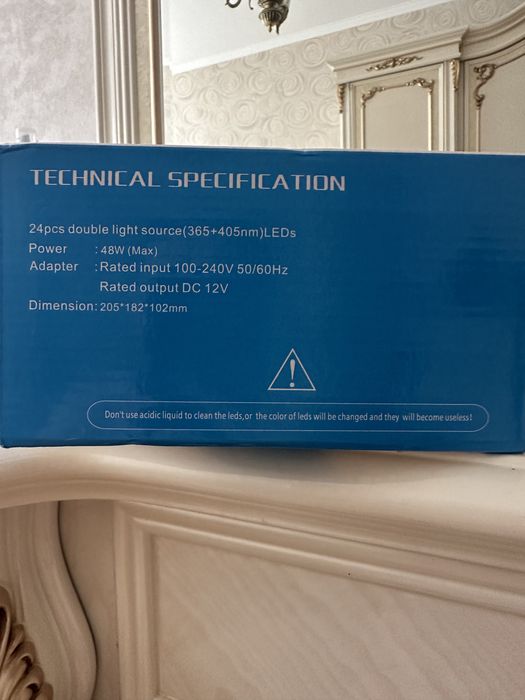 TECHNICAL SPECIFICATION
24pcs double light source(365+405nm)LEDs
Power : 48W (Max)
Adapter : Rated input 100-240V 50/60Hz
Rated output DC 12V
Dimension: 205*182*102mm
Don't use acidic liquid to clean the leds,or the color of leds will be changed and they will become useless!